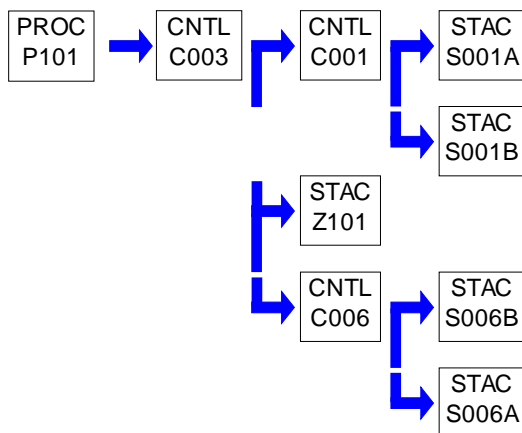 PROC
P101
CNTL
C003
CNTL
C001
STAC
S001A
STAC
S001B
STAC
Z101
CNTL
C006
STAC
S006B
STAC
S006A